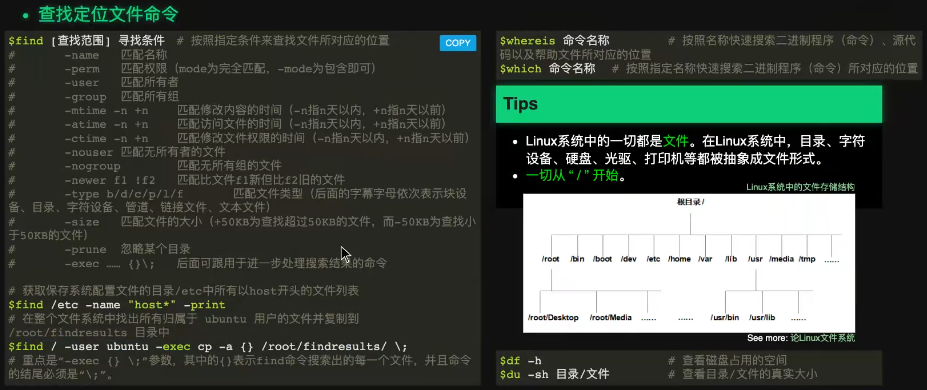 • 查找定位文件命令
$find [查找范围] 寻找条件  # 按照指定条件来查找文件所对应的位置
COPY
#       -name   匹配名称
#       -perm   匹配权限（mode为完全匹配，-mode为包含即可）
#       -user   匹配所有者
#       -group  匹配所有组
#       -mtime -n +n    匹配修改内容的时间（-n指n天以内，+n指n天以前）
#       -atime -n +n    匹配访问文件的时间（-n指n天以内，+n指n天以前）
#       -ctime -n +n    匹配修改文件权限的时间（-n指n天以内，+n指n天以前）
#       -nouser 匹配无所有者的文件
#       -nogroup        匹配无所有组的文件
#       -newer f1 !f2   匹配比文件f1新但比f2旧的文件
#       -type b/d/c/p/l/f       匹配文件类型（后面的字幕字母依次表示块设
备、目录、字符设备、管道、链接文件、文本文件）
#       -size   匹配文件的大小（+50KB为查找超过50KB的文件，而-50KB为查找小
于50KB的文件）
#       -prune  忽略某个目录
#       -exec …… {}\;   后面可跟用于进一步处理搜索结果的命令
# 获取保存系统配置文件的目录/etc中所有以host开头的文件列表
$find /etc -name "host*" -print
# 在整个文件系统中找出所有归属于 ubuntu 用户的文件并复制到
/root/findresults 目录中
$find / -user ubuntu -exec cp -a {} /root/findresults/ \;
# 重点是“-exec {} \;”参数，其中的{}表示find命令搜索出的每一个文件，并且命令
的结尾必须是“\;”。
$whereis 命令名称        # 按照名称快速搜索二进制程序（命令）、源代
码以及帮助文件所对应的位置
$which 命令名称  # 按照指定名称快速搜索二进制程序（命令）所对应的位置
Tips
• Linux系统中的一切都是文件。在Linux系统中，目录、字符
设备、硬盘、光驱、打印机等都被抽象成文件形式。
• 一切从 “ / ” 开始。
Linux系统中的文件存储结构
根目录 /
/root /bin /boot /dev /etc /home /var /lib /usr /media /tmp ……
/root/Desktop /root/Media …… …… /usr/bin /usr/lib ……
See more: 论Linux文件系统
$df -h                  # 查看磁盘占用的空间
$du -sh 目录/文件        # 查看目录/文件的真实大小